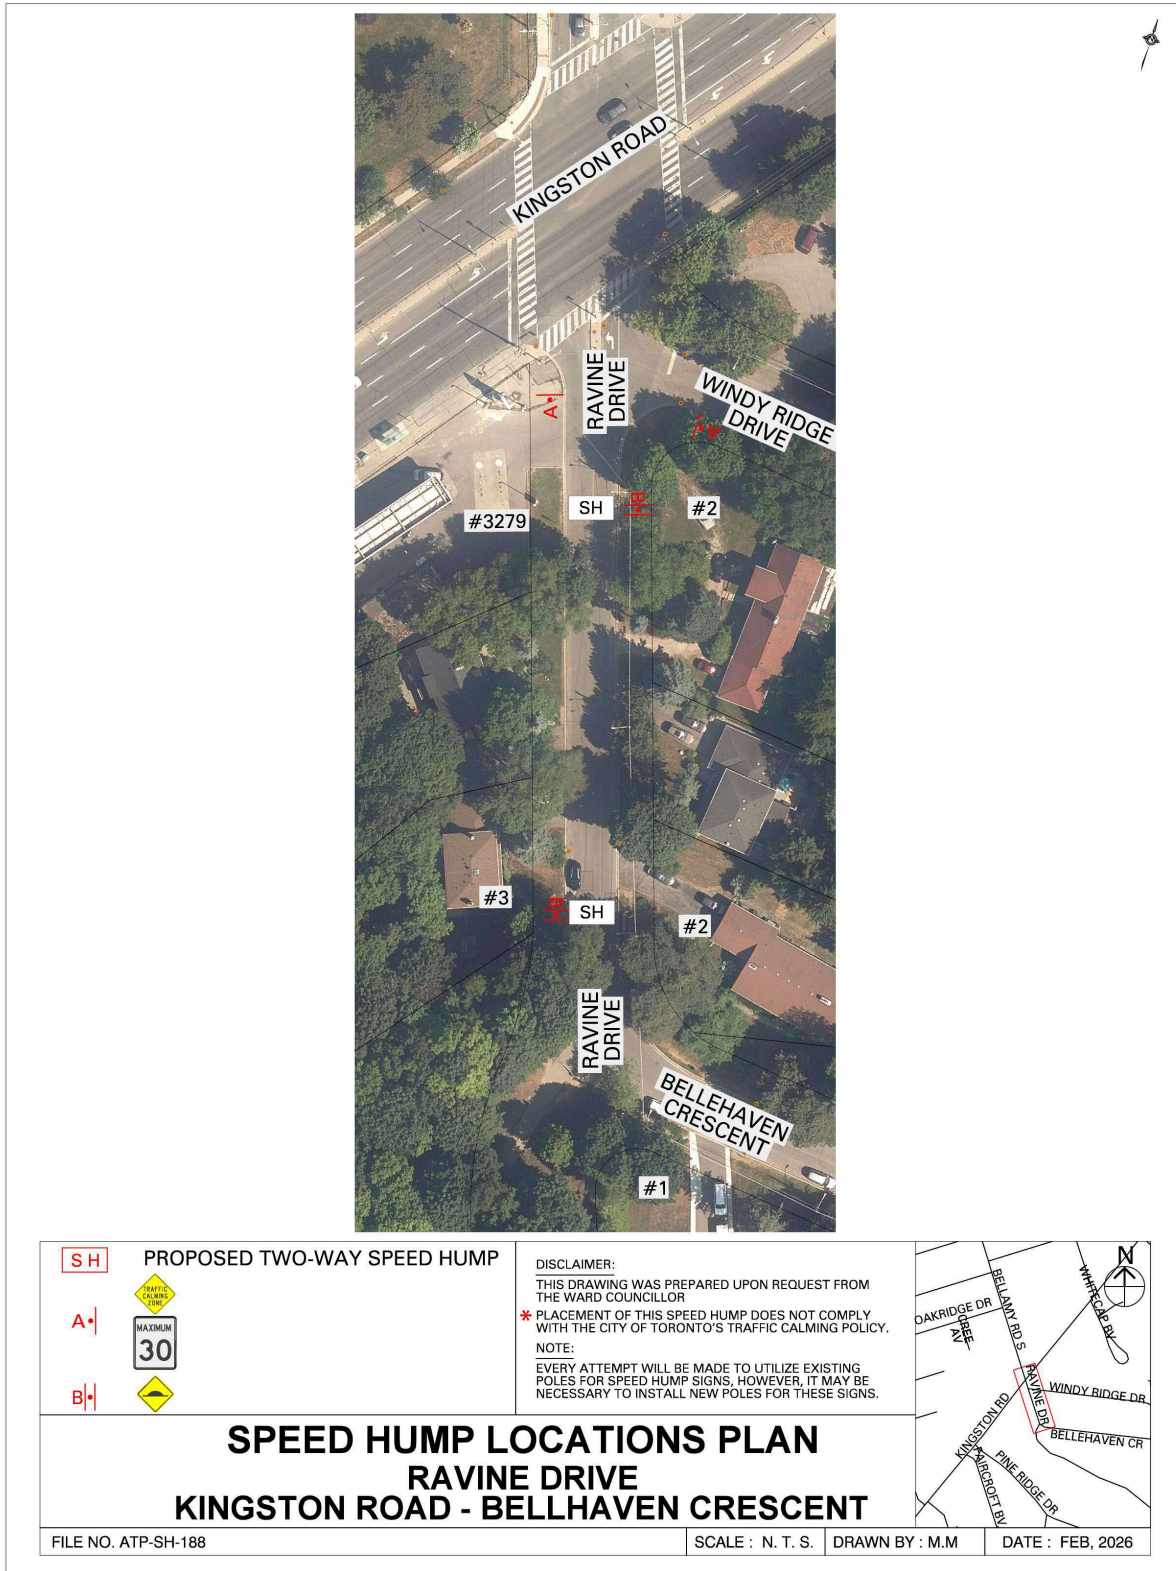 KINGSTON ROAD
RAVINE
DRIVE
WINDY RIDGE
DRIVE
A
A
SH
B
#2
#3279
#3
B
SH
#2
RAVINE
DRIVE
BELLEHAVEN
CRESCENT
#1
S H PROPOSED TWO-WAY SPEED HUMP
TRAFFIC
CALMING
ZONE
A
MAXIMUM
30
B
DISCLAIMER:
THIS DRAWING WAS PREPARED UPON REQUEST FROM
THE WARD COUNCILLOR
* PLACEMENT OF THIS SPEED HUMP DOES NOT COMPLY
WITH THE CITY OF TORONTO'S TRAFFIC CALMING POLICY.
NOTE:
EVERY ATTEMPT WILL BE MADE TO UTILIZE EXISTING
POLES FOR SPEED HUMP SIGNS, HOWEVER, IT MAY BE
NECESSARY TO INSTALL NEW POLES FOR THESE SIGNS.
N
BELLAMY RD S
WHITECAP BV
OAKRIDGE DR
CREE
AV
RAVINE DR
WINDY RIDGE DR
KINGSTON RD
BELLEHAVEN CR
PINE RIDGE DR
FAIRCROFT BV
SPEED HUMP LOCATIONS PLAN
RAVINE DRIVE
KINGSTON ROAD - BELLHAVEN CRESCENT
FILE NO. ATP-SH-188
SCALE : N. T. S.
DRAWN BY : M.M
DATE : FEB, 2026